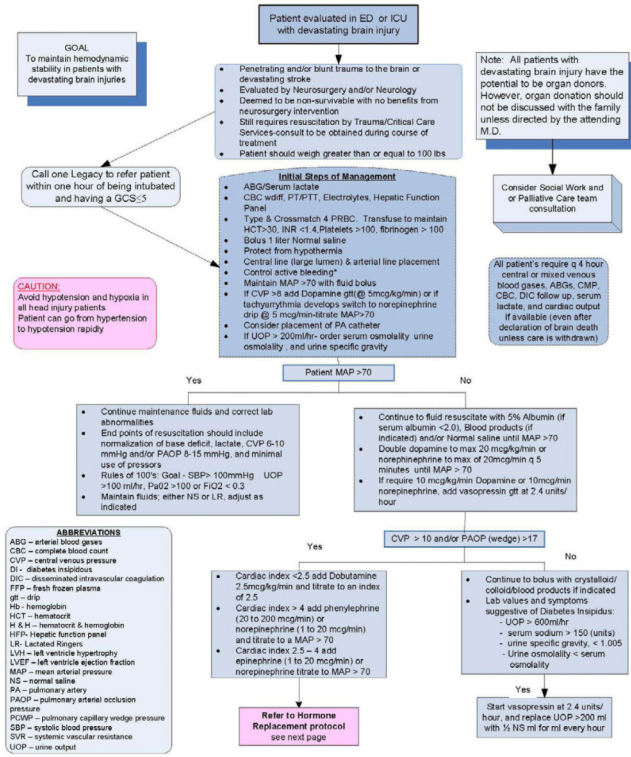 Patient evaluated in ED or ICU
with devastating brain injury
GOAL
To maintain hemodynamic
stability in patients with
devastating brain injuries
• Penetrating and/or blunt trauma to the brain or
devastating stroke
• Evaluated by Neurosurgery and/or Neurology
• Deemed to be non-survivable with no benefits from
neurosurgery intervention
• Still requires resuscitation by Trauma/Critical Care
Services-consult to be obtained during course of
treatment
• Patient should weigh greater than or equal to 100 lbs
Note: All patients with
devastating brain injury have the
potential to be organ donors.
However, organ donation should
not be discussed with the family
unless directed by the attending
M.D.
Call one Legacy to refer patient
within one hour of being intubated
and having a GCS≤5
Initial Steps of Management
• ABG/Serum lactate
• CBC wdiff, PT/PTT, Electrolytes, Hepatic Function
Panel
• Type & Crossmatch 4 PRBC. Transfuse to maintain
HCT>30, INR <1.4,Platelets >100, fibrinogen > 100
• Bolus 1 liter Normal saline
• Protect from hypothermia
• Central line (large lumen) & arterial line placement
• Control active bleeding*
• Maintain MAP >70 with fluid bolus
• If CVP >8 add Dopamine gtt(@ 5mcg/kg/min) or if
tachyarrythmia develops switch to norepinephrine
drip @ 5 mcg/min-titrate MAP>70
• Consider placement of PA catheter
• If UOP > 200ml/hr- order serum osmolality urine
osmolality , and urine specific gravity
Consider Social Work and
or Palliative Care team
consultation
CAUTION:
Avoid hypotension and hypoxia in
all head injury patients
Patient can go from hypertension
to hypotension rapidly
All patient's require q 4 hour
central or mixed venous
blood gases, ABGs, CMP,
CBC, DIC follow up, serum
lactate, and cardiac output
if available (even after
declaration of brain death
unless care is withdrawn)
Patient MAP >70
Yes
No
• Continue maintenance fluids and correct lab
abnormalities
• End points of resuscitation should include
normalization of base deficit, lactate, CVP 6-10
mmHg and/or PAOP 8-15 mmHg, and minimal
use of pressors
• Rules of 100's: Goal - SBP> 100mmHg UOP
>100 ml/hr, Pa02 >100 or FiO2 < 0.3
• Maintain fluids; either NS or LR, adjust as
indicated
• Continue to fluid resuscitate with 5% Albumin (if
serum albumin <2.0), Blood products (if
indicated) and/or Normal saline until MAP >70
• Double dopamine to max 20 mcg/kg/min or
norephinephrine to max of 20mcg/min q 5
minutes until MAP > 70
• If require 10 mcg/kg/min Dopamine or 10mcg/min
norepinephrine, add vasopressin gtt at 2.4 units/
hour
CVP > 10 and/or PAOP (wedge) >17
Yes
No
ABBREVIATIONS
ABG – arterial blood gases
CBC – complete blood count
CVP – central venous pressure
DI - diabetes insipidous
DIC – disseminated intravascular coagulation
FFP – fresh frozen plasma
gtt – drip
Hb - hemoglobin
HCT – hematocrit
H & H – hematocrit & hemoglobin
HFP- Hepatic function panel
LR- Lactated Ringers
LVH – left ventricle hypertrophy
LVEF – left ventricle ejection fraction
MAP – mean arterial pressure
NS – normal saline
PA – pulmonary artery
PAOP – pulmonary arterial occlusion
pressure
PCWP – pulmonary capillary wedge pressure
SBP – systolic blood pressure
SVR – systemic vascular resistance
UOP – urine output
• Cardiac index <2.5 add Dobutamine
2.5mcg/kg/min and titrate to an index
of 2.5
• Cardiac index > 4 add phenylephrine
(20 to 200 mcg/min) or
norepinephrine (1 to 20 mcg/min)
and titrate to a MAP > 70
• Cardiac index 2.5 – 4 add
epinephrine (1 to 20 mcg/min) or
norepinephrine titrate to MAP > 70
• Continue to bolus with crystalloid/
colloid/blood products if indicated
• Lab values and symptoms
suggestive of Diabetes Insipidus:
- UOP > 600ml/hr
- serum sodium > 150 (units)
- urine specific gravity, < 1.005
- Urine osmolality < serum
osmolality
Yes
Refer to Hormone
Replacement protocol
see next page
Start vasopressin at 2.4 units/
hour, and replace UOP >200 ml
with ½ NS ml for ml every hour